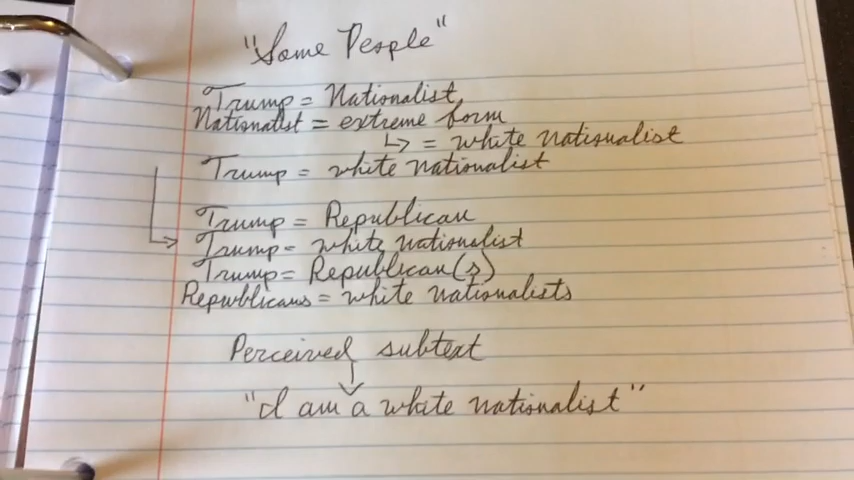 "Some People"
Trump = Nationalist
Nationalist = extreme form
↳ = white nationalist
Trump = white nationalist
Trump = Republican
Trump = white nationalist
Trump = Republican(s)
Republicans = white nationalists
Perceived subtext
"I am a white nationalist"